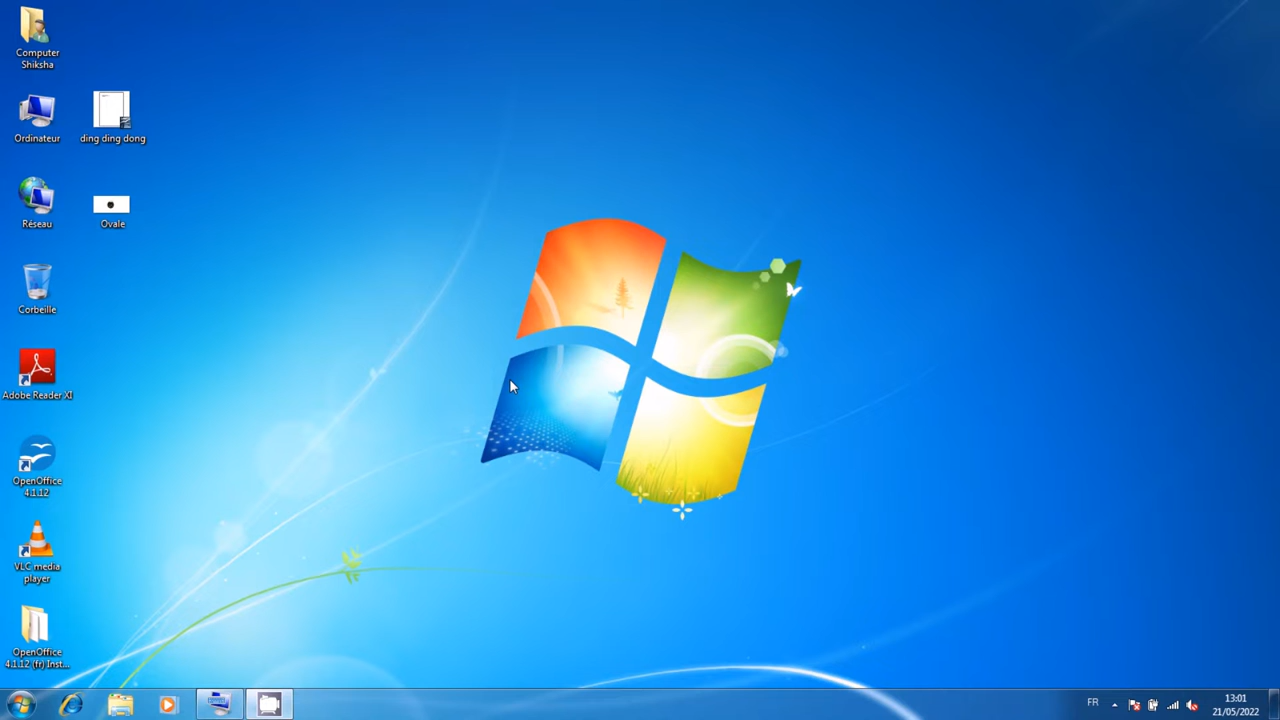 Computer
Shiksha
Ordinateur
ding ding dong
Réseau
Ovale
Corbeille
Adobe Reader XI
OpenOffice
4.1.12
VLC media
player
OpenOffice
4.1.12 (fr) Inst...
FR
13:01
21/05/2022